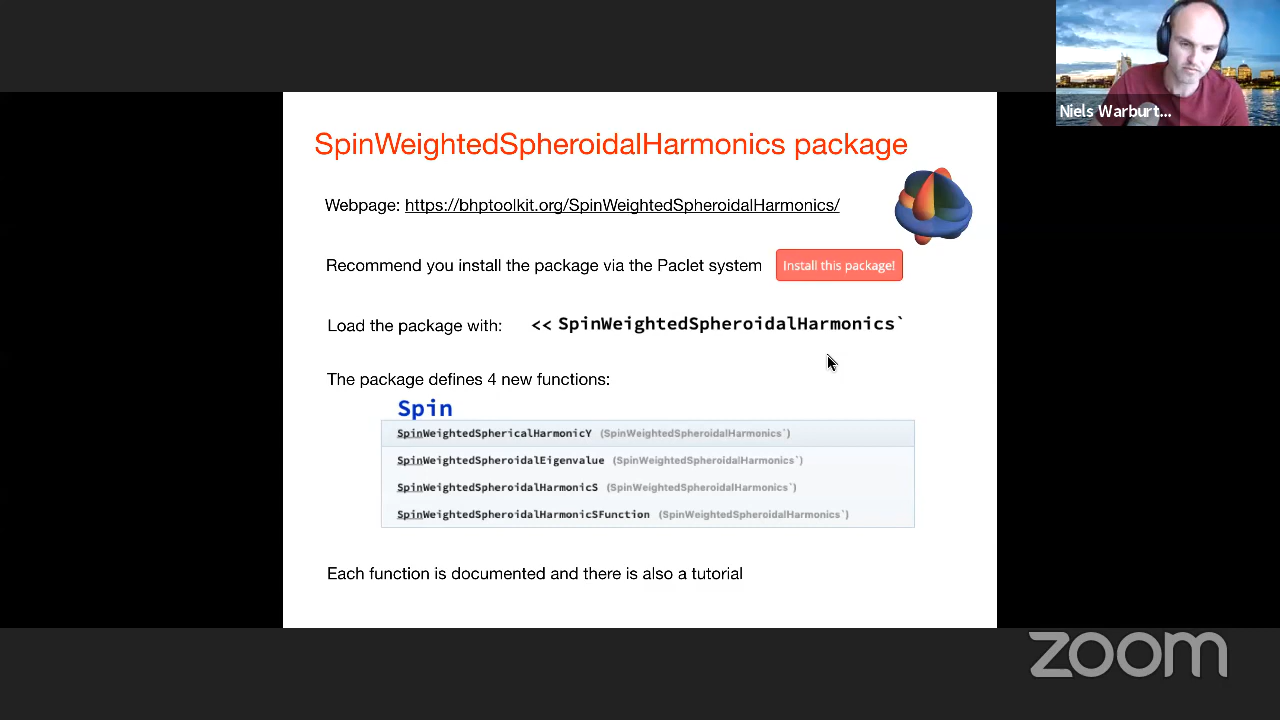 Niels Warburt...
SpinWeightedSpheroidalHarmonics package
Webpage: https://bhptoolkit.org/SpinWeightedSpheroidalHarmonics/
Recommend you install the package via the Paclet system
Install this package!
Load the package with: << SpinWeightedSpheroidalHarmonics`
The package defines 4 new functions:
Spin
SpinWeightedSphericalHarmonicY (SpinWeightedSpheroidalHarmonics`)
SpinWeightedSpheroidalEigenvalue (SpinWeightedSpheroidalHarmonics`)
SpinWeightedSpheroidalHarmonicS (SpinWeightedSpheroidalHarmonics`)
SpinWeightedSpheroidalHarmonicSFunction (SpinWeightedSpheroidalHarmonics`)
Each function is documented and there is also a tutorial
zoom